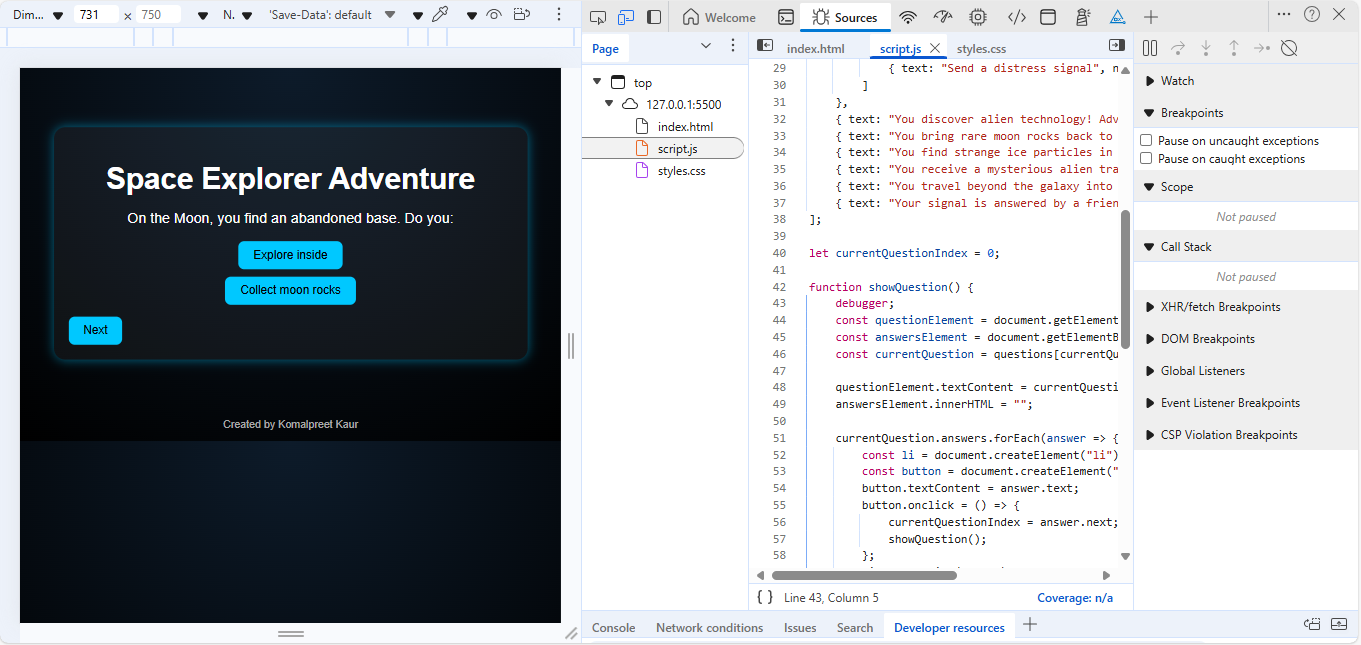 Dim... 731 × 750 N. 'Save-Data': default
Welcome Sources
Page
index.html script.js styles.css
top
127.0.0.1:5500
index.html
script.js
styles.css
Space Explorer Adventure
On the Moon, you find an abandoned base. Do you:
Explore inside
Collect moon rocks
Next
Created by Komalpreet Kaur
29 { text: "Send a distress signal", n
30 ]
31 },
32 { text: "You discover alien technology! Adv
33 { text: "You bring rare moon rocks back to
34 { text: "You find strange ice particles in
35 { text: "You receive a mysterious alien tra
36 { text: "You travel beyond the galaxy into
37 { text: "Your signal is answered by a frien
38 ];
39
40 let currentQuestionIndex = 0;
41
42 function showQuestion() {
43 debugger;
44 const questionElement = document.getElement
45 const answersElement = document.getElementB
46 const currentQuestion = questions[currentQu
47
48 questionElement.textContent = currentQuesti
49 answersElement.innerHTML = "";
50
51 currentQuestion.answers.forEach(answer => {
52 const li = document.createElement("li")
53 const button = document.createElement("
54 button.textContent = answer.text;
55 button.onclick = () => {
56 currentQuestionIndex = answer.next;
57 showQuestion();
58 };
{ } Line 43, Column 5 Coverage: n/a
Watch
Breakpoints
Pause on uncaught exceptions
Pause on caught exceptions
Scope
Not paused
Call Stack
Not paused
XHR/fetch Breakpoints
DOM Breakpoints
Global Listeners
Event Listener Breakpoints
CSP Violation Breakpoints
Console Network conditions Issues Search Developer resources